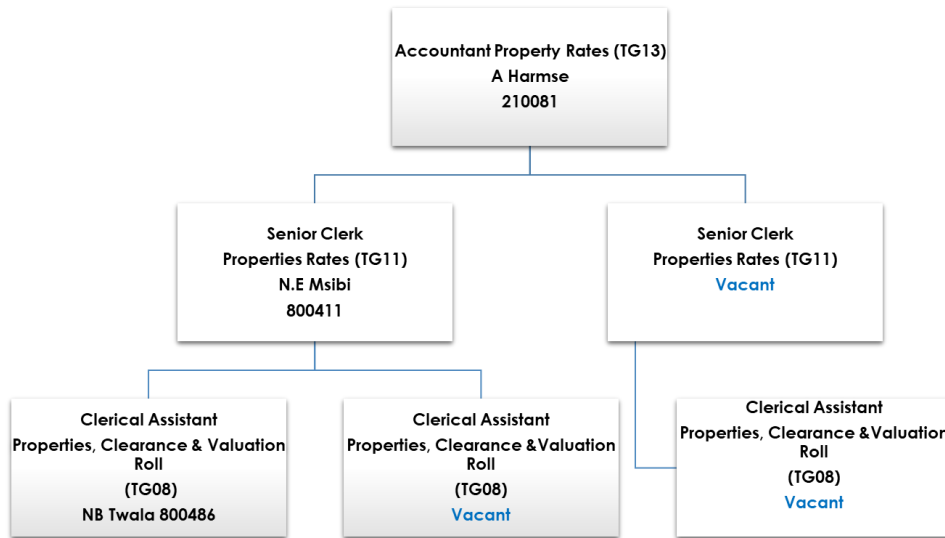 Accountant Property Rates (TG13)
A Harmse
210081
Senior Clerk
Properties Rates (TG11)
N.E Msibi
800411
Senior Clerk
Properties Rates (TG11)
Vacant
Clerical Assistant
Properties, Clearance & Valuation
Roll
(TG08)
NB Twala 800486
Clerical Assistant
Properties, Clearance &Valuation
Roll
(TG08)
Vacant
Clerical Assistant
Properties, Clearance &Valuation
Roll
(TG08)
Vacant